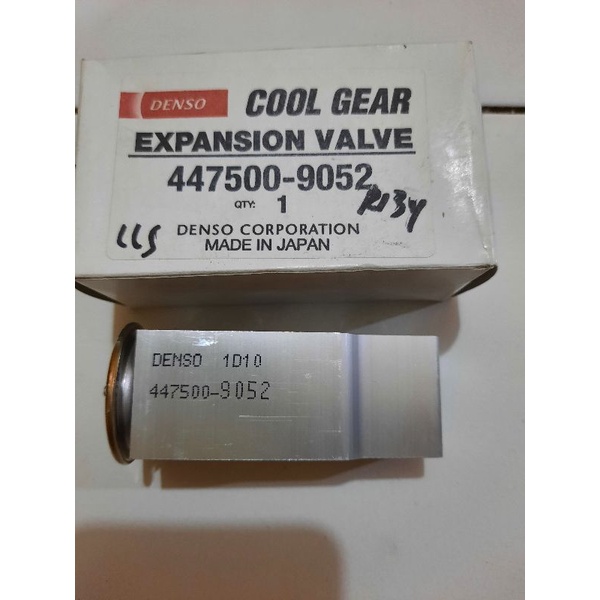 DENSO COOL GEAR
EXPANSION VALVE
447500-9052
QTY: 1
R134
LLS
DENSO CORPORATION
MADE IN JAPAN
DENSO 1D10
447500-9052